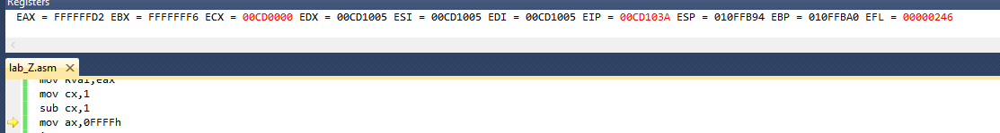 Registers
EAX = FFFFFFD2 EBX = FFFFFFF6 ECX = 00CD0000 EDX = 00CD1005 ESI = 00CD1005 EDI = 00CD1005 EIP = 00CD103A ESP = 010FFB94 EBP = 010FFBA0 EFL = 00000246
lab_Z.asm
mov Rval,eax
mov cx,1
sub cx,1
mov ax,0FFFFh